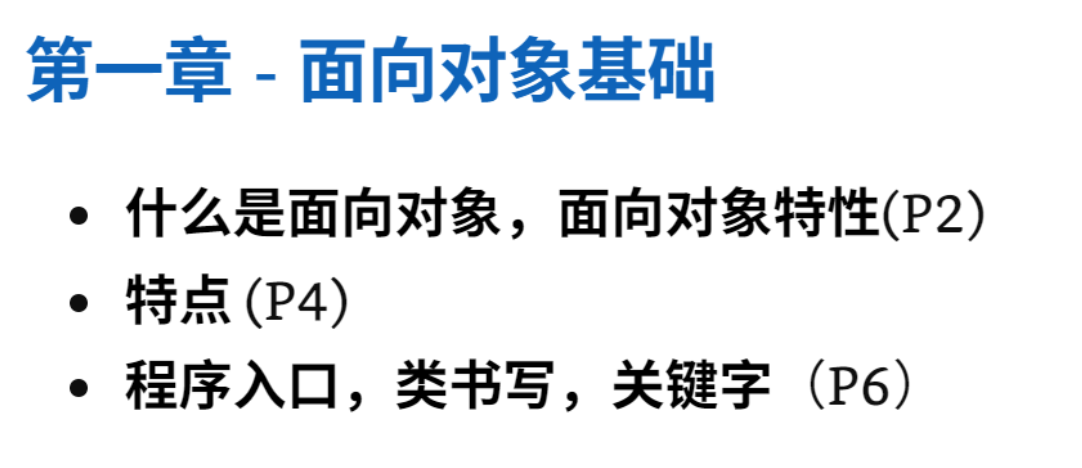 第一章 - 面向对象基础
• 什么是面向对象，面向对象特性(P2)
• 特点 (P4)
• 程序入口，类书写，关键字（P6）